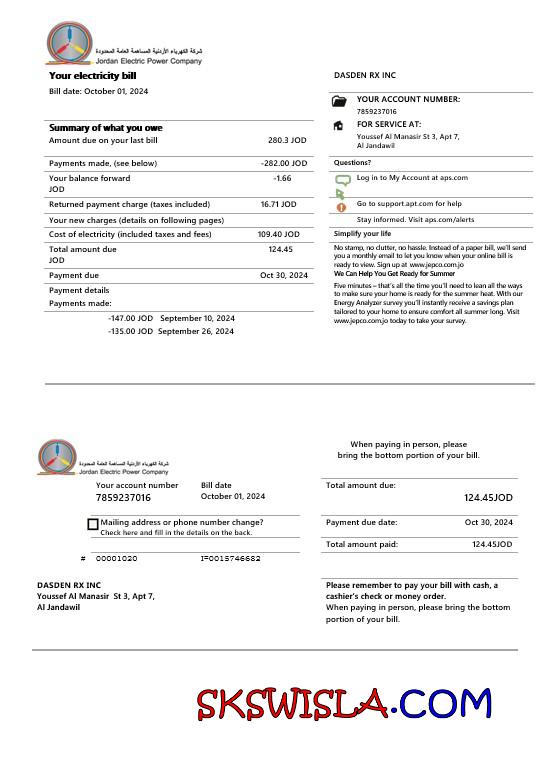 شركة الكهرباء الأردنية المساهمة العامة المحدودة
Jordan Electric Power Company
Your electricity bill
Bill date: October 01, 2024
Summary of what you owe
Amount due on your last bill 280.3 JOD
Payments made, (see below) -282.00 JOD
Your balance forward -1.66
JOD
Returned payment charge (taxes included) 16.71 JOD
Your new charges (details on following pages)
Cost of electricity (included taxes and fees) 109.40 JOD
Total amount due 124.45
JOD
Payment due Oct 30, 2024
Payment details
Payments made:
-147.00 JOD September 10, 2024
-135.00 JOD September 26, 2024
DASDEN RX INC
YOUR ACCOUNT NUMBER:
7859237016
FOR SERVICE AT:
Youssef Al Manasir St 3, Apt 7,
Al Jandawil
Questions?
Log in to My Account at aps.com
Go to support.apt.com for help
Stay informed. Visit aps.com/alerts
Simplify your life
No stamp, no clutter, no hassle. Instead of a paper bill, we'll send
you a monthly email to let you know when your online bill is
ready to view. Sign up at www.jepco.com.jo
We Can Help You Get Ready for Summer
Five minutes – that's all the time you'll need to lean all the ways
to make sure your home is ready for the summer heat. With our
Energy Analyzer survey you'll instantly receive a savings plan
tailored to your home to ensure comfort all summer long. Visit
www.jepco.com.jo today to take your survey.
شركة الكهرباء الأردنية المساهمة العامة المحدودة
Jordan Electric Power Company
When paying in person, please
bring the bottom portion of your bill.
Your account number Bill date
7859237016 October 01, 2024
Mailing address or phone number change?
Check here and fill in the details on the back.
# 00001020 I=0015746682
Total amount due:
124.45JOD
Payment due date: Oct 30, 2024
Total amount paid: 124.45JOD
DASDEN RX INC
Youssef Al Manasir St 3, Apt 7,
Al Jandawil
Please remember to pay your bill with cash, a
cashier's check or money order.
When paying in person, please bring the bottom
portion of your bill.
SKSWISLA.COM